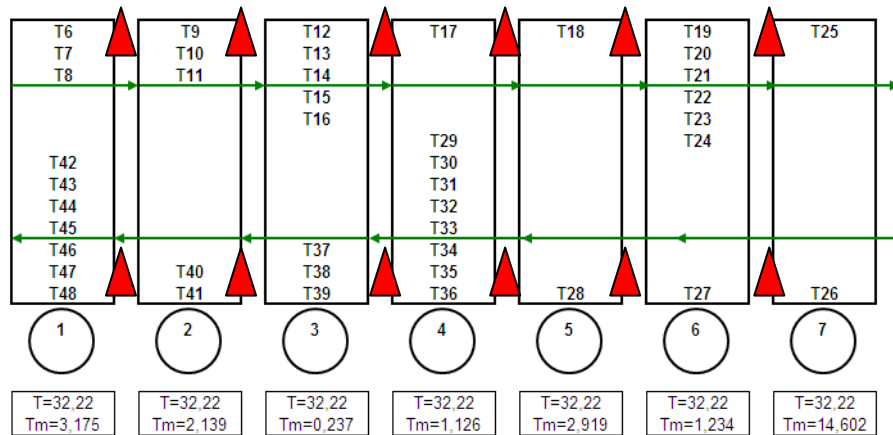 T6 T9 T12 T17 T18 T19 T25
T7 T10 T13 T20
T8 T11 T14 T21
T15 T22
T16 T23
T29 T24
T42 T30
T43 T31
T44 T32
T45 T33
T46 T37 T34
T47 T40 T38 T35
T48 T41 T39 T36 T28 T27 T26
1 2 3 4 5 6 7
T=32,22 T=32,22 T=32,22 T=32,22 T=32,22 T=32,22 T=32,22
Tm=3,175 Tm=2,139 Tm=0,237 Tm=1,126 Tm=2,919 Tm=1,234 Tm=14,602